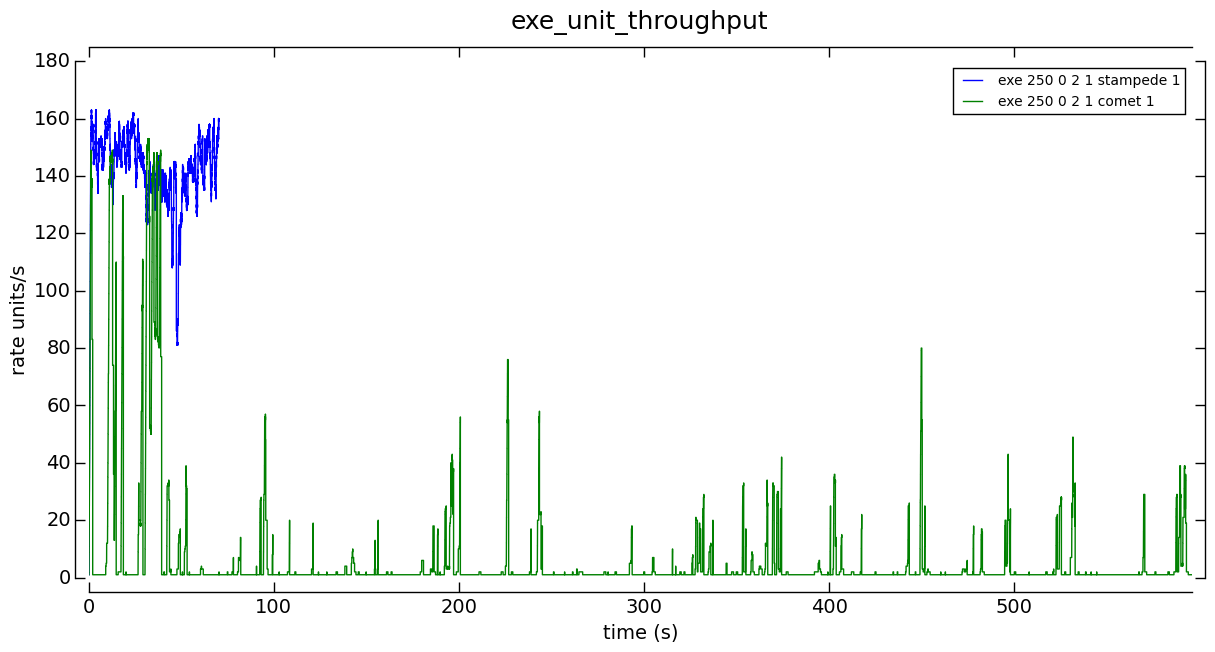 exe_unit_throughput
180
160
140
120
100
80
60
40
20
0
rate units/s
exe 250 0 2 1 stampede 1
exe 250 0 2 1 comet 1
0 100 200 300 400 500
time (s)